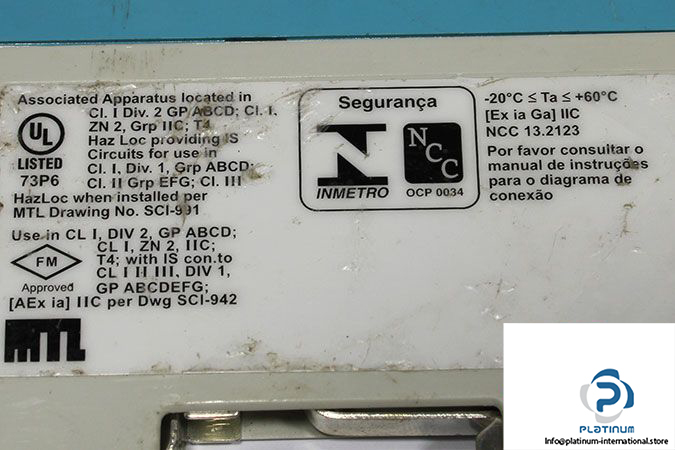 Associated Apparatus located in
CI. I Div. 2 GP ABCD; CI. I,
ZN 2, Grp IIC; T4
Haz Loc providing IS
Circuits for use in
CI. I, Div. 1, Grp ABCD;
CI. II Grp EFG; CI. III
HazLoc when installed per
MTL Drawing No. SCI-991
UL
LISTED
73P6
Use in CL I, DIV 2, GP ABCD;
CL I, ZN 2, IIC;
T4; with IS con.to
CL I II III, DIV 1,
GP ABCDEFG;
[AEx ia] IIC per Dwg SCI-942
FM
Approved
MTL
Segurança
INMETRO
NCC
OCP 0034
-20°C ≤ Ta ≤ +60°C
[Ex ia Ga] IIC
NCC 13.2123
Por favor consultar o
manual de instruções
para o diagrama de
conexão
PLATINUM
Info@platinum-international.store